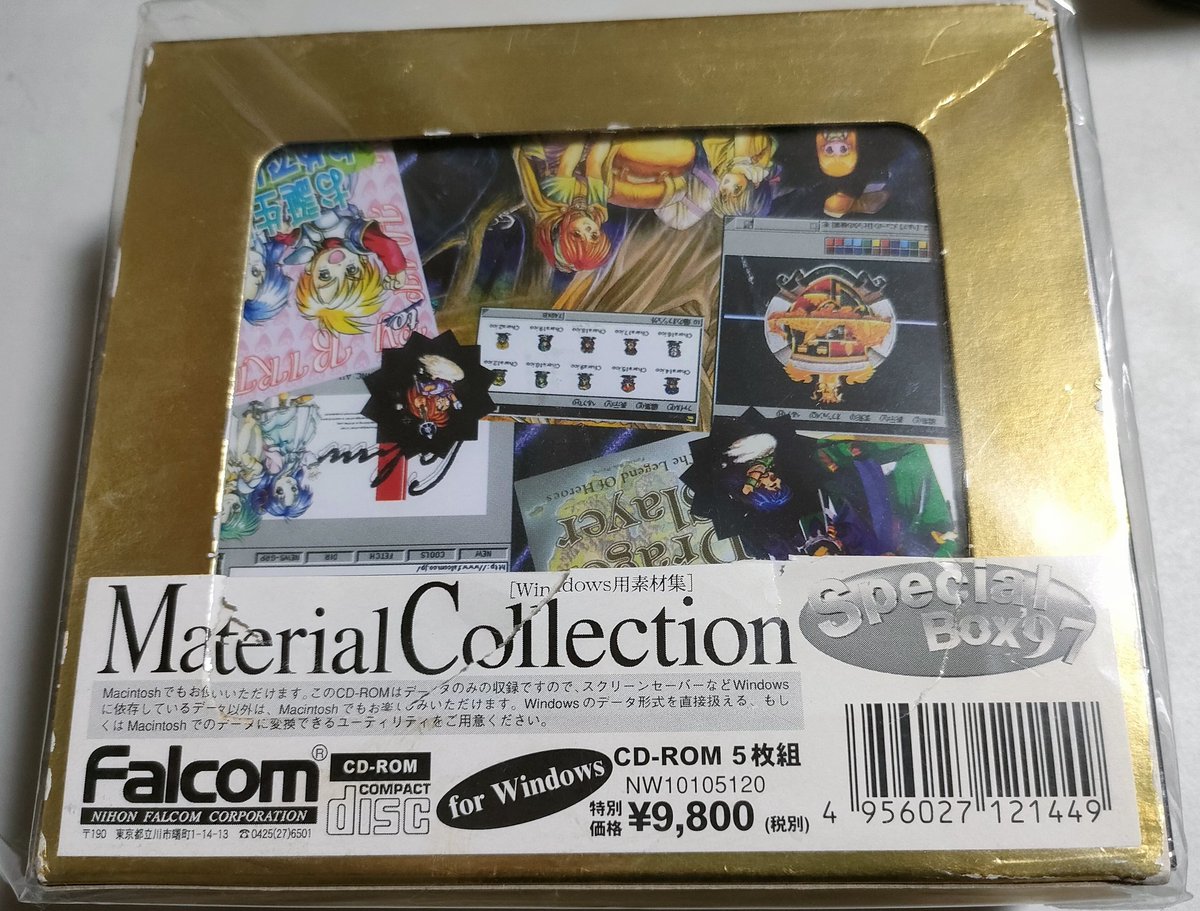 The Legend Of Heroes
Dragon
Slayer
NEW
COOLS
FETCH
DIR
NEWS-GRP
http://www.falcom.co.jp/
[Windows用素材集]
Material Collection
Special
Box'97
Macintoshでもお使いいただけます。このCD-ROMはデータのみの収録ですので、スクリーンセーバーなどWindows
に依存しているデータ以外は、Macintoshでもお楽しみいただけます。Windowsのデータ形式を直接扱える、もし
くはMacintoshでのデータに変換できるユーティリティをご用意ください。
Falcom®
NIHON FALCOM CORPORATION
〒190 東京都立川市曙町1-14-13 ☎0425(27)6501
CD-ROM
COMPACT
disc
for Windows
CD-ROM 5枚組
NW10105120
特別価格 ¥9,800 (税別)
4 956027 121449